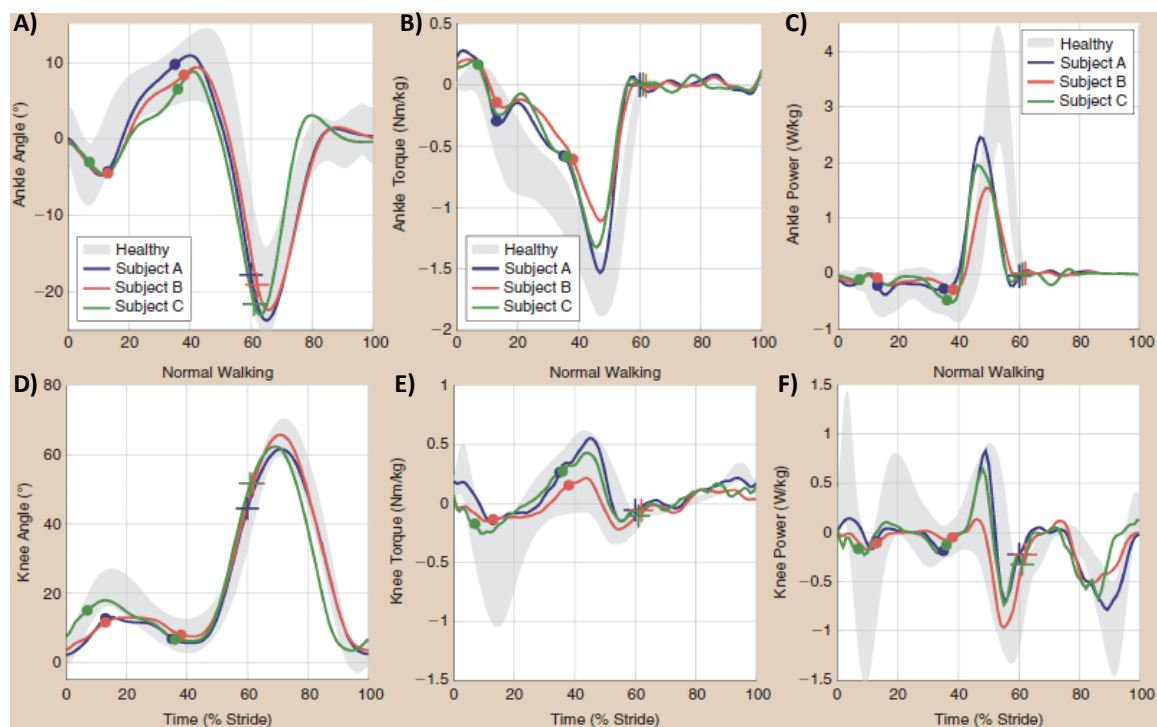 A)
Ankle Angle (°)
10
0
−10
−20
Healthy
Subject A
Subject B
Subject C
0 20 40 60 80 100
Normal Walking
B)
Ankle Torque (Nm/kg)
0.5
0
−0.5
−1
−1.5
−2
Healthy
Subject A
Subject B
Subject C
0 20 40 60 80 100
Normal Walking
C)
Ankle Power (W/kg)
4
3
2
1
0
−1
Healthy
Subject A
Subject B
Subject C
0 20 40 60 80 100
Normal Walking
D)
Knee Angle (°)
80
60
40
20
0
0 20 40 60 80 100
Time (% Stride)
E)
Knee Torque (Nm/kg)
1
0.5
0
−0.5
−1
−1.5
0 20 40 60 80 100
Time (% Stride)
F)
Knee Power (W/kg)
1.5
1
0.5
0
−0.5
−1
−1.5
0 20 40 60 80 100
Time (% Stride)